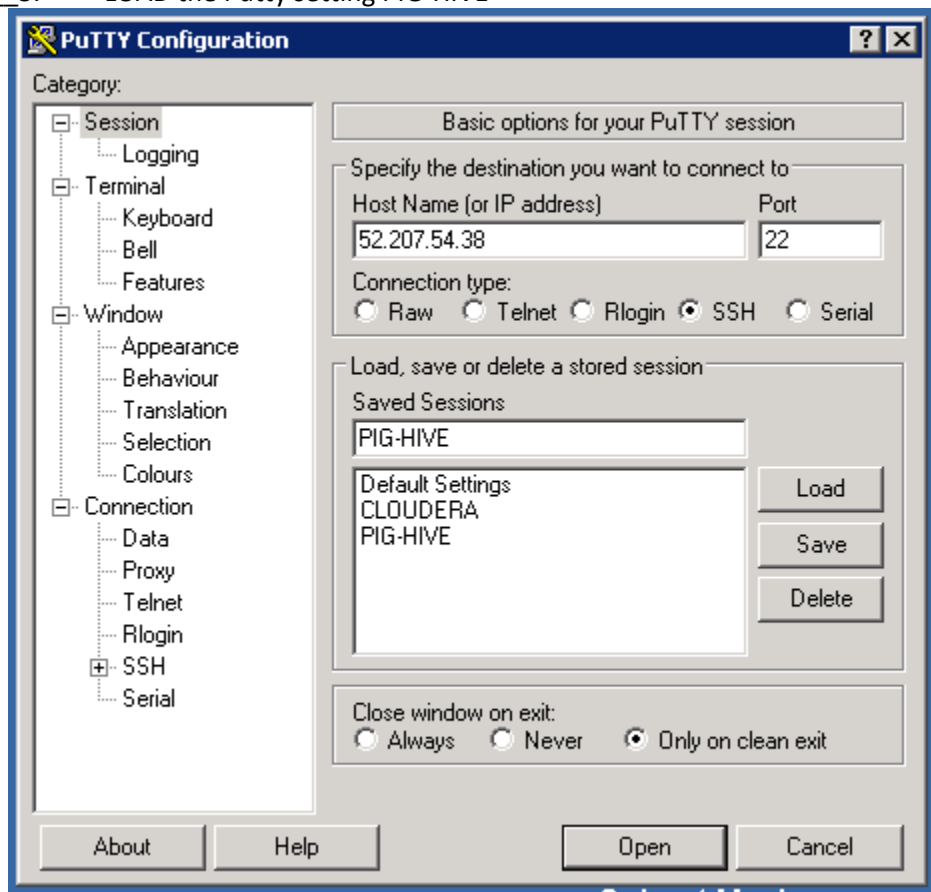 LOAD the Putty setting PIG-HIVE
PuTTY Configuration
Category:
Session
Logging
Terminal
Keyboard
Bell
Features
Window
Appearance
Behaviour
Translation
Selection
Colours
Connection
Data
Proxy
Telnet
Rlogin
SSH
Serial
Basic options for your PuTTY session
Specify the destination you want to connect to
Host Name (or IP address) Port
52.207.54.38 22
Connection type:
Raw Telnet Rlogin SSH Serial
Load, save or delete a stored session
Saved Sessions
PIG-HIVE
Default Settings
CLOUDERA
PIG-HIVE
Load
Save
Delete
Close window on exit:
Always Never Only on clean exit
About Help Open Cancel